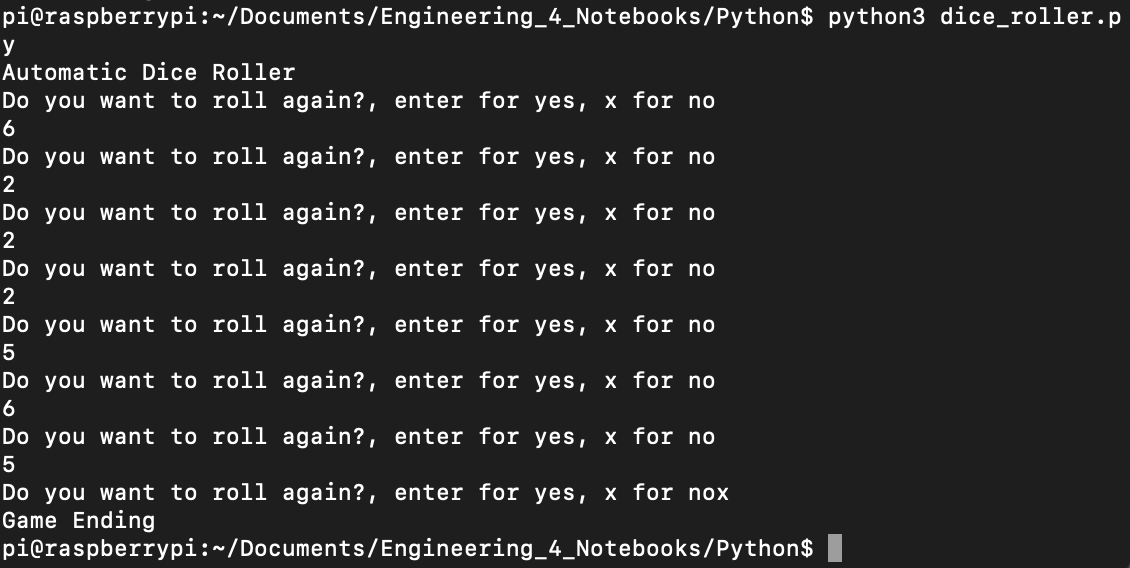 pi@raspberrypi:~/Documents/Engineering_4_Notebooks/Python$ python3 dice_roller.p
y
Automatic Dice Roller
Do you want to roll again?, enter for yes, x for no
6
Do you want to roll again?, enter for yes, x for no
2
Do you want to roll again?, enter for yes, x for no
2
Do you want to roll again?, enter for yes, x for no
2
Do you want to roll again?, enter for yes, x for no
5
Do you want to roll again?, enter for yes, x for no
6
Do you want to roll again?, enter for yes, x for no
5
Do you want to roll again?, enter for yes, x for nox
Game Ending
pi@raspberrypi:~/Documents/Engineering_4_Notebooks/Python$